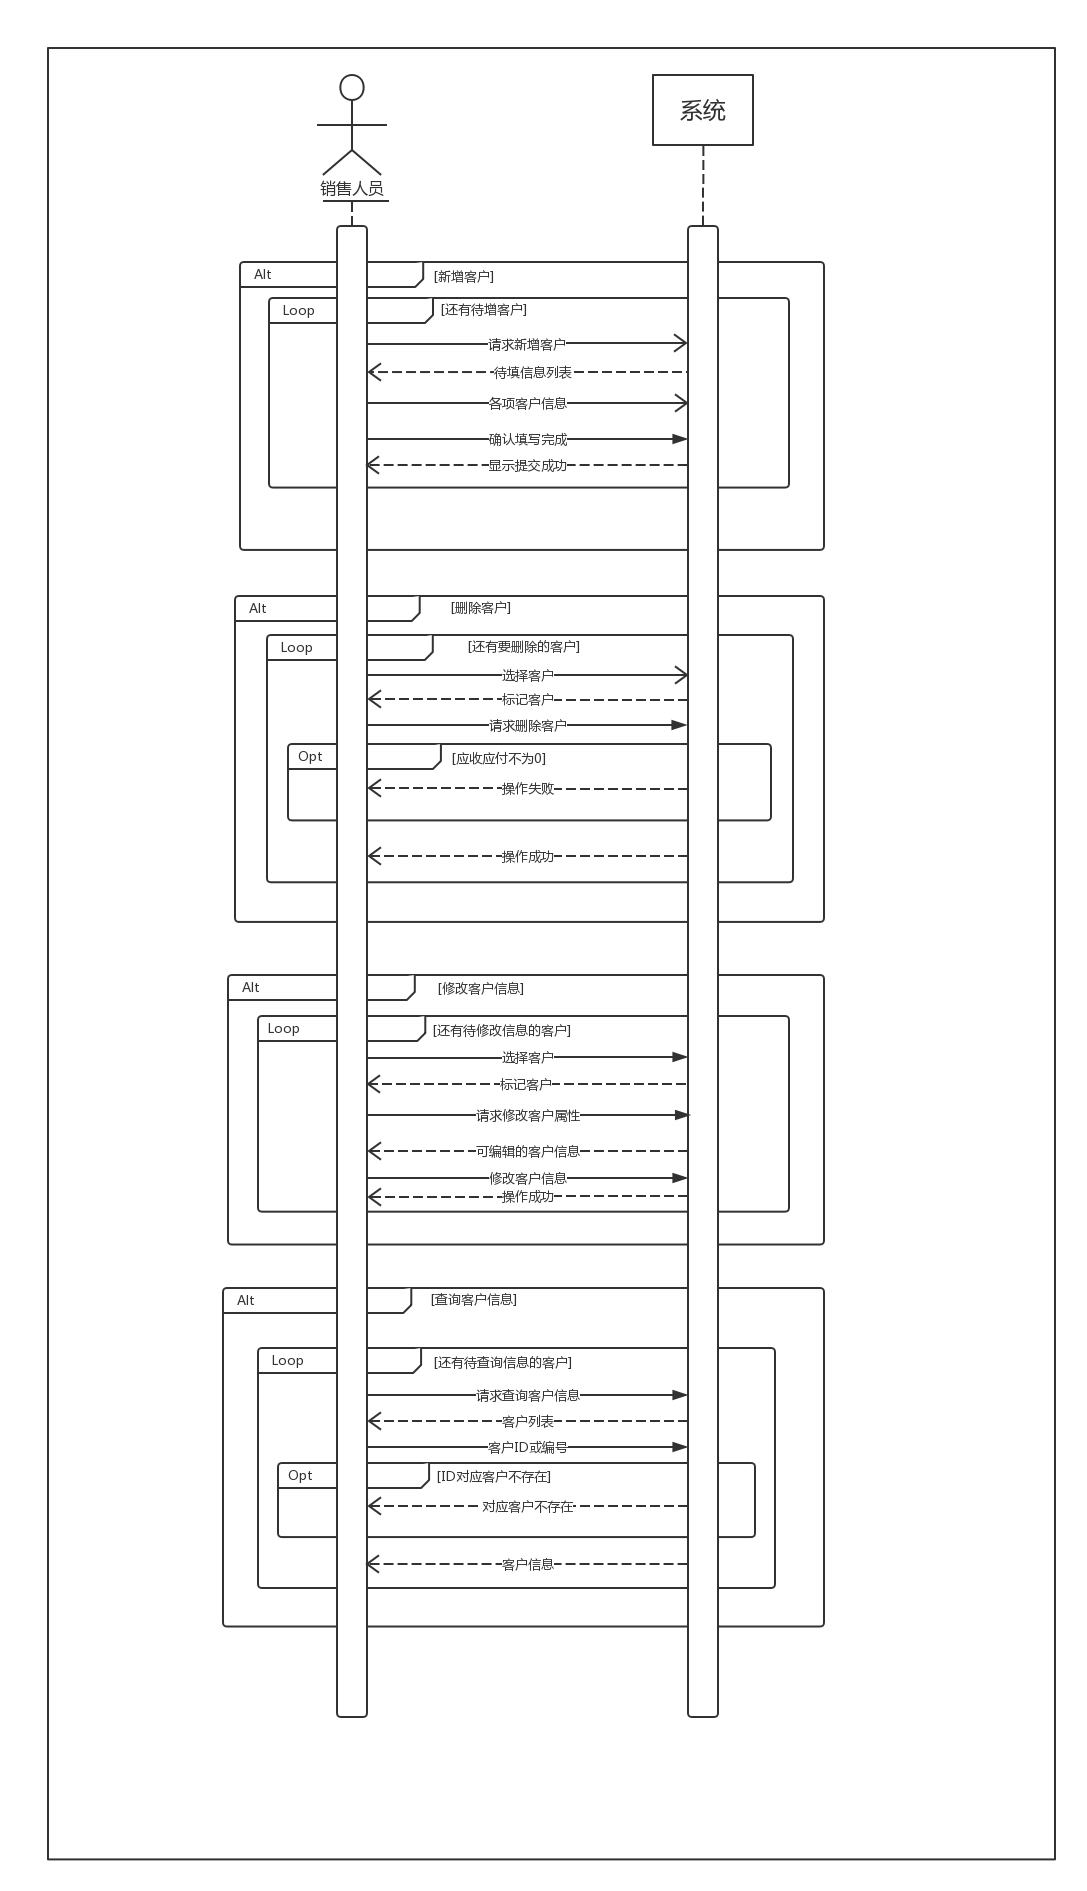 系统
销售人员
Alt
[新增客户]
Loop
[还有待增客户]
请求新增客户
待填信息列表
各项客户信息
确认填写完成
显示提交成功
Alt
[删除客户]
Loop
[还有要删除的客户]
选择客户
标记客户
请求删除客户
Opt
[应收应付不为0]
操作失败
操作成功
Alt
[修改客户信息]
Loop
[还有待修改信息的客户]
选择客户
标记客户
请求修改客户属性
可编辑的客户信息
修改客户信息
操作成功
Alt
[查询客户信息]
Loop
[还有待查询信息的客户]
请求查询客户信息
客户列表
客户ID或编号
Opt
[ID对应客户不存在]
对应客户不存在
客户信息